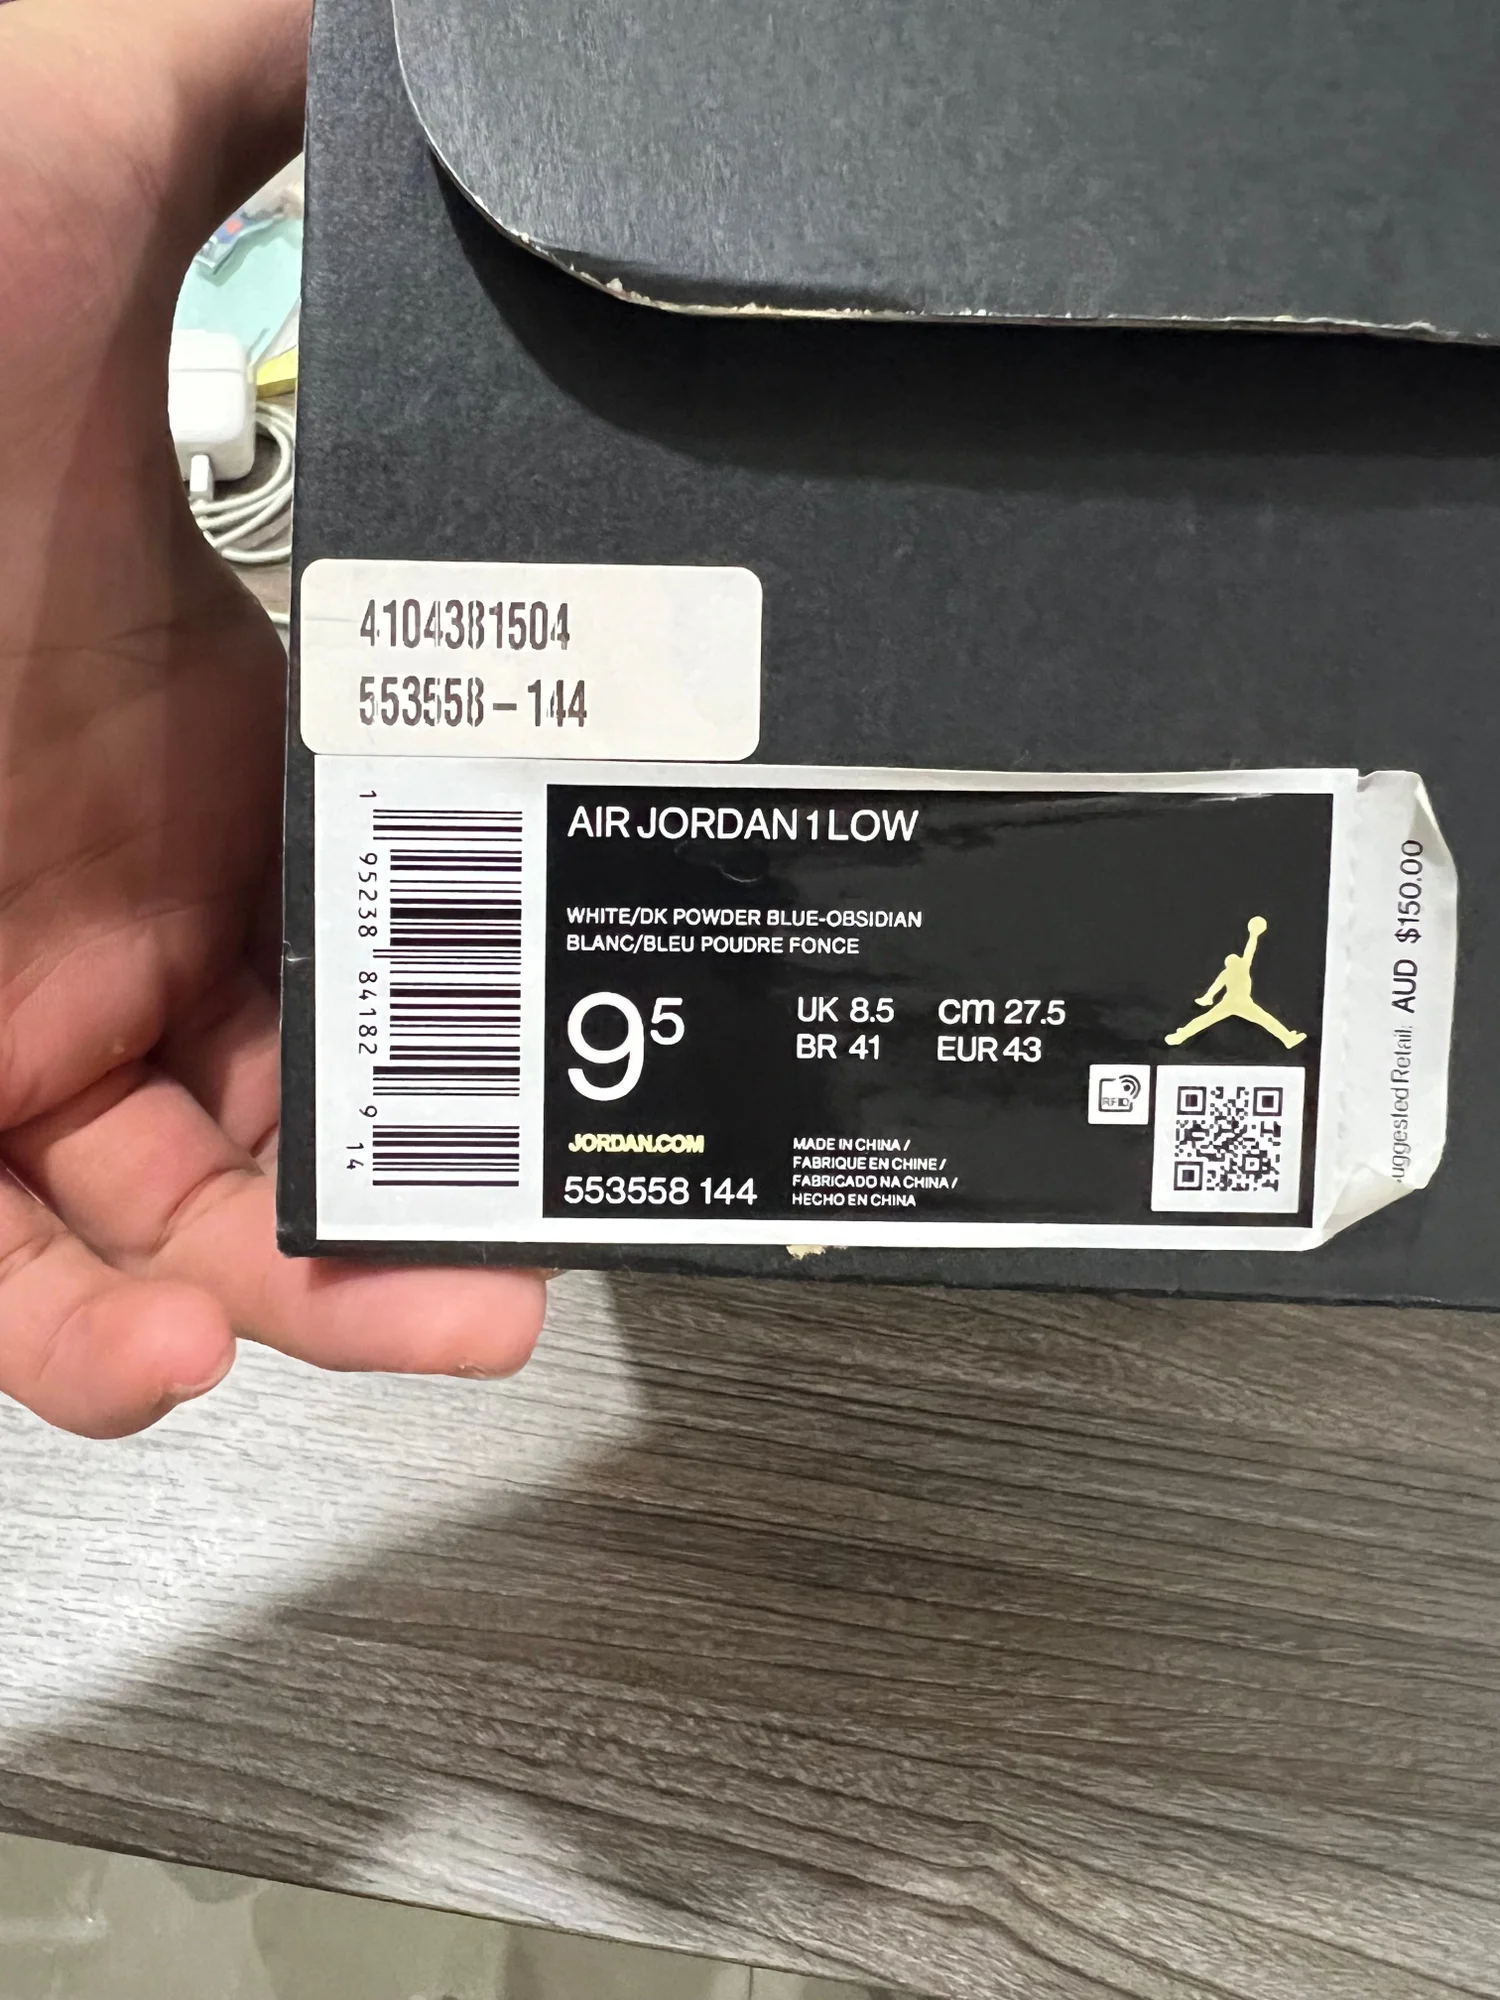 4104381504
553558-144
AIR JORDAN 1 LOW
WHITE/DK POWDER BLUE-OBSIDIAN
BLANC/BLEU POUDRE FONCE
9⁵
UK 8.5 cm 27.5
BR 41 EUR 43
RFID
JORDAN.COM
553558 144
MADE IN CHINA /
FABRIQUE EN CHINE /
FABRICADO NA CHINA /
HECHO EN CHINA
1 95238 84182 9 14
uggested Retail: AUD $150.00